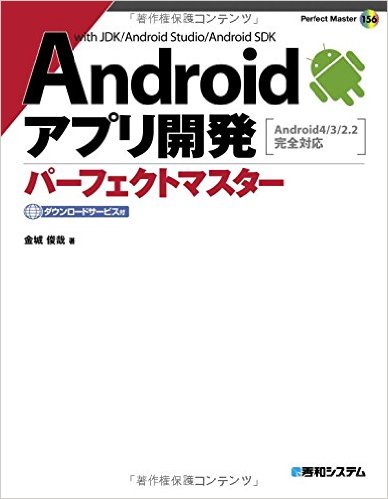 「著作権保護コンテンツ」
Perfect Master 156
with JDK/Android Studio/Android SDK
Android
アプリ開発
[Android4/3/2.2
完全対応]
パーフェクトマスター
ダウンロードサービス付
金城 俊哉 著
秀和システム
「著作権保護コンテンツ」